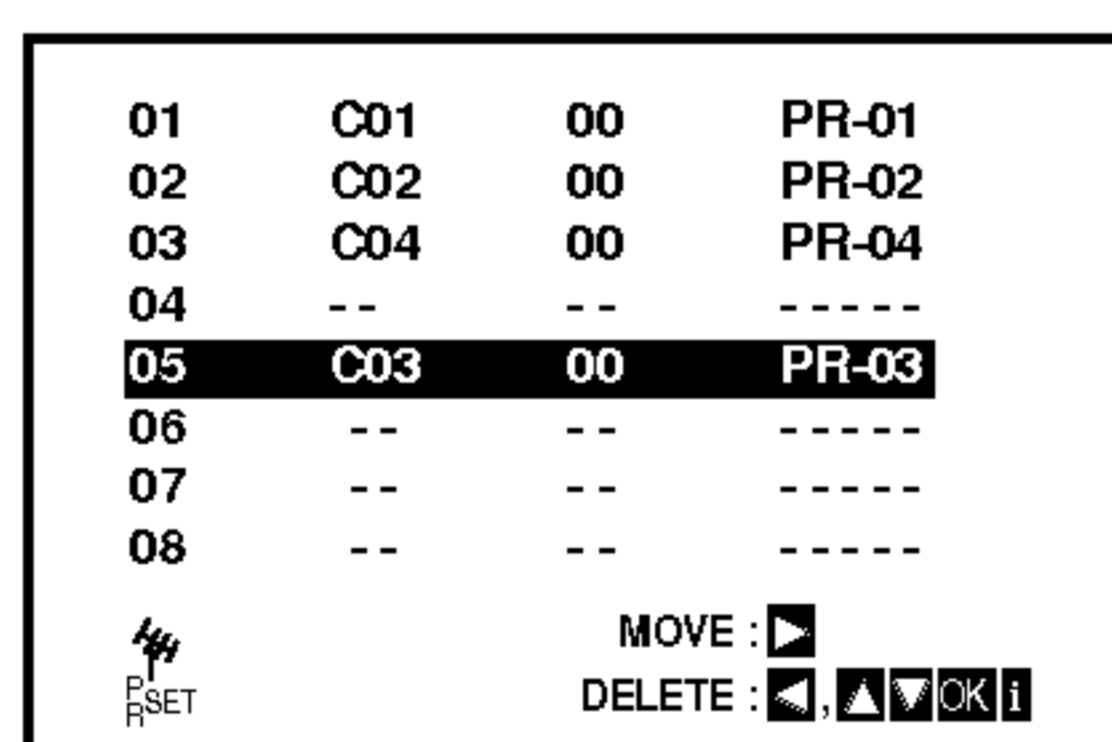 01 C01 00 PR-01
02 C02 00 PR-02
03 C04 00 PR-04
04 -- -- -----
05 C03 00 PR-03
06 -- -- -----
07 -- -- -----
08 -- -- -----
MOVE :
PR SET
DELETE : , OK i